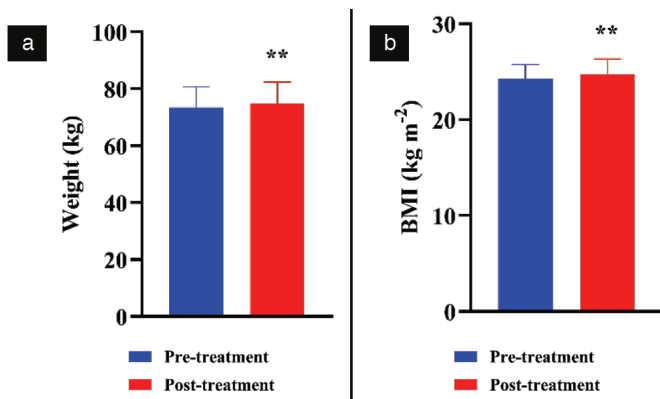 a
100
80
60
40
20
0
Weight (kg)
**
Pre-treatment
Post-treatment
b
30
20
10
0
BMI (kg m⁻²)
**
Pre-treatment
Post-treatment